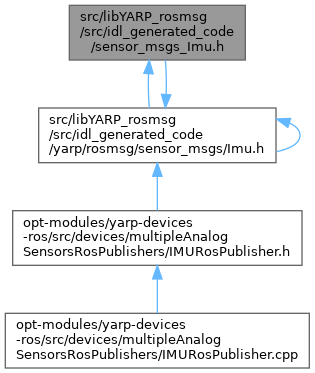 src/libYARP_rosmsg
/src/idl_generated_code
/sensor_msgs_Imu.h
src/libYARP_rosmsg
/src/idl_generated_code
/yarp/rosmsg/sensor_msgs/Imu.h
opt-modules/yarp-devices
-ros/src/devices/multipleAnalog
SensorsRosPublishers/IMURosPublisher.h
opt-modules/yarp-devices
-ros/src/devices/multipleAnalog
SensorsRosPublishers/IMURosPublisher.cpp